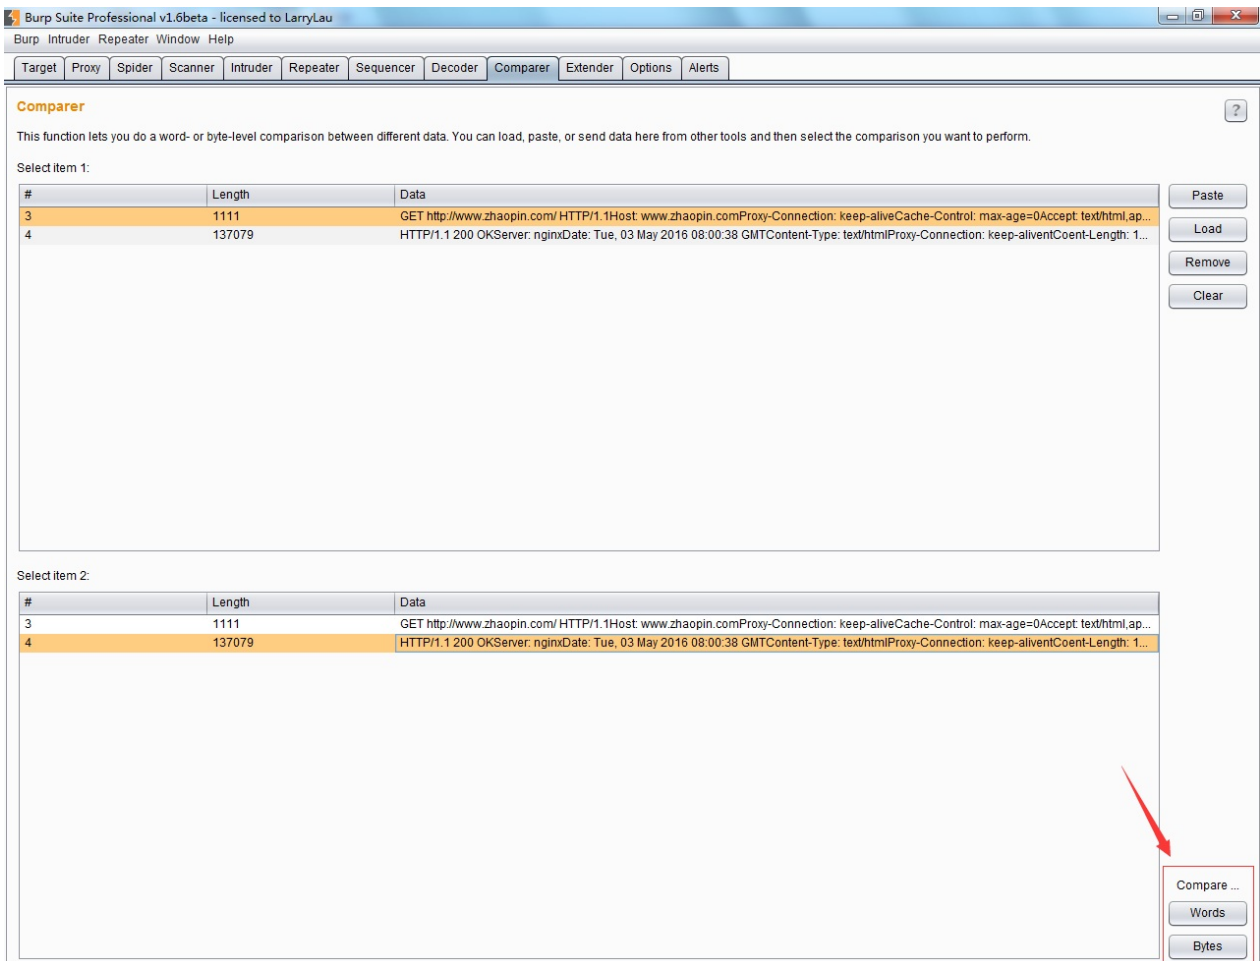 Burp Suite Professional v1.6beta - licensed to LarryLau
Burp Intruder Repeater Window Help
Target Proxy Spider Scanner Intruder Repeater Sequencer Decoder Comparer Extender Options Alerts
Comparer
?
This function lets you do a word- or byte-level comparison between different data. You can load, paste, or send data here from other tools and then select the comparison you want to perform.
Select item 1:
# Length Data
Paste
3 1111 GET http://www.zhaopin.com/ HTTP/1.1Host: www.zhaopin.comProxy-Connection: keep-aliveCache-Control: max-age=0Accept: text/html,ap...
4 137079 HTTP/1.1 200 OKServer: nginxDate: Tue, 03 May 2016 08:00:38 GMTContent-Type: text/htmlProxy-Connection: keep-aliventCoent-Length: 1...
Load
Remove
Clear
Select item 2:
# Length Data
3 1111 GET http://www.zhaopin.com/ HTTP/1.1Host: www.zhaopin.comProxy-Connection: keep-aliveCache-Control: max-age=0Accept: text/html,ap...
4 137079 HTTP/1.1 200 OKServer: nginxDate: Tue, 03 May 2016 08:00:38 GMTContent-Type: text/htmlProxy-Connection: keep-aliventCoent-Length: 1...
Compare ...
Words
Bytes